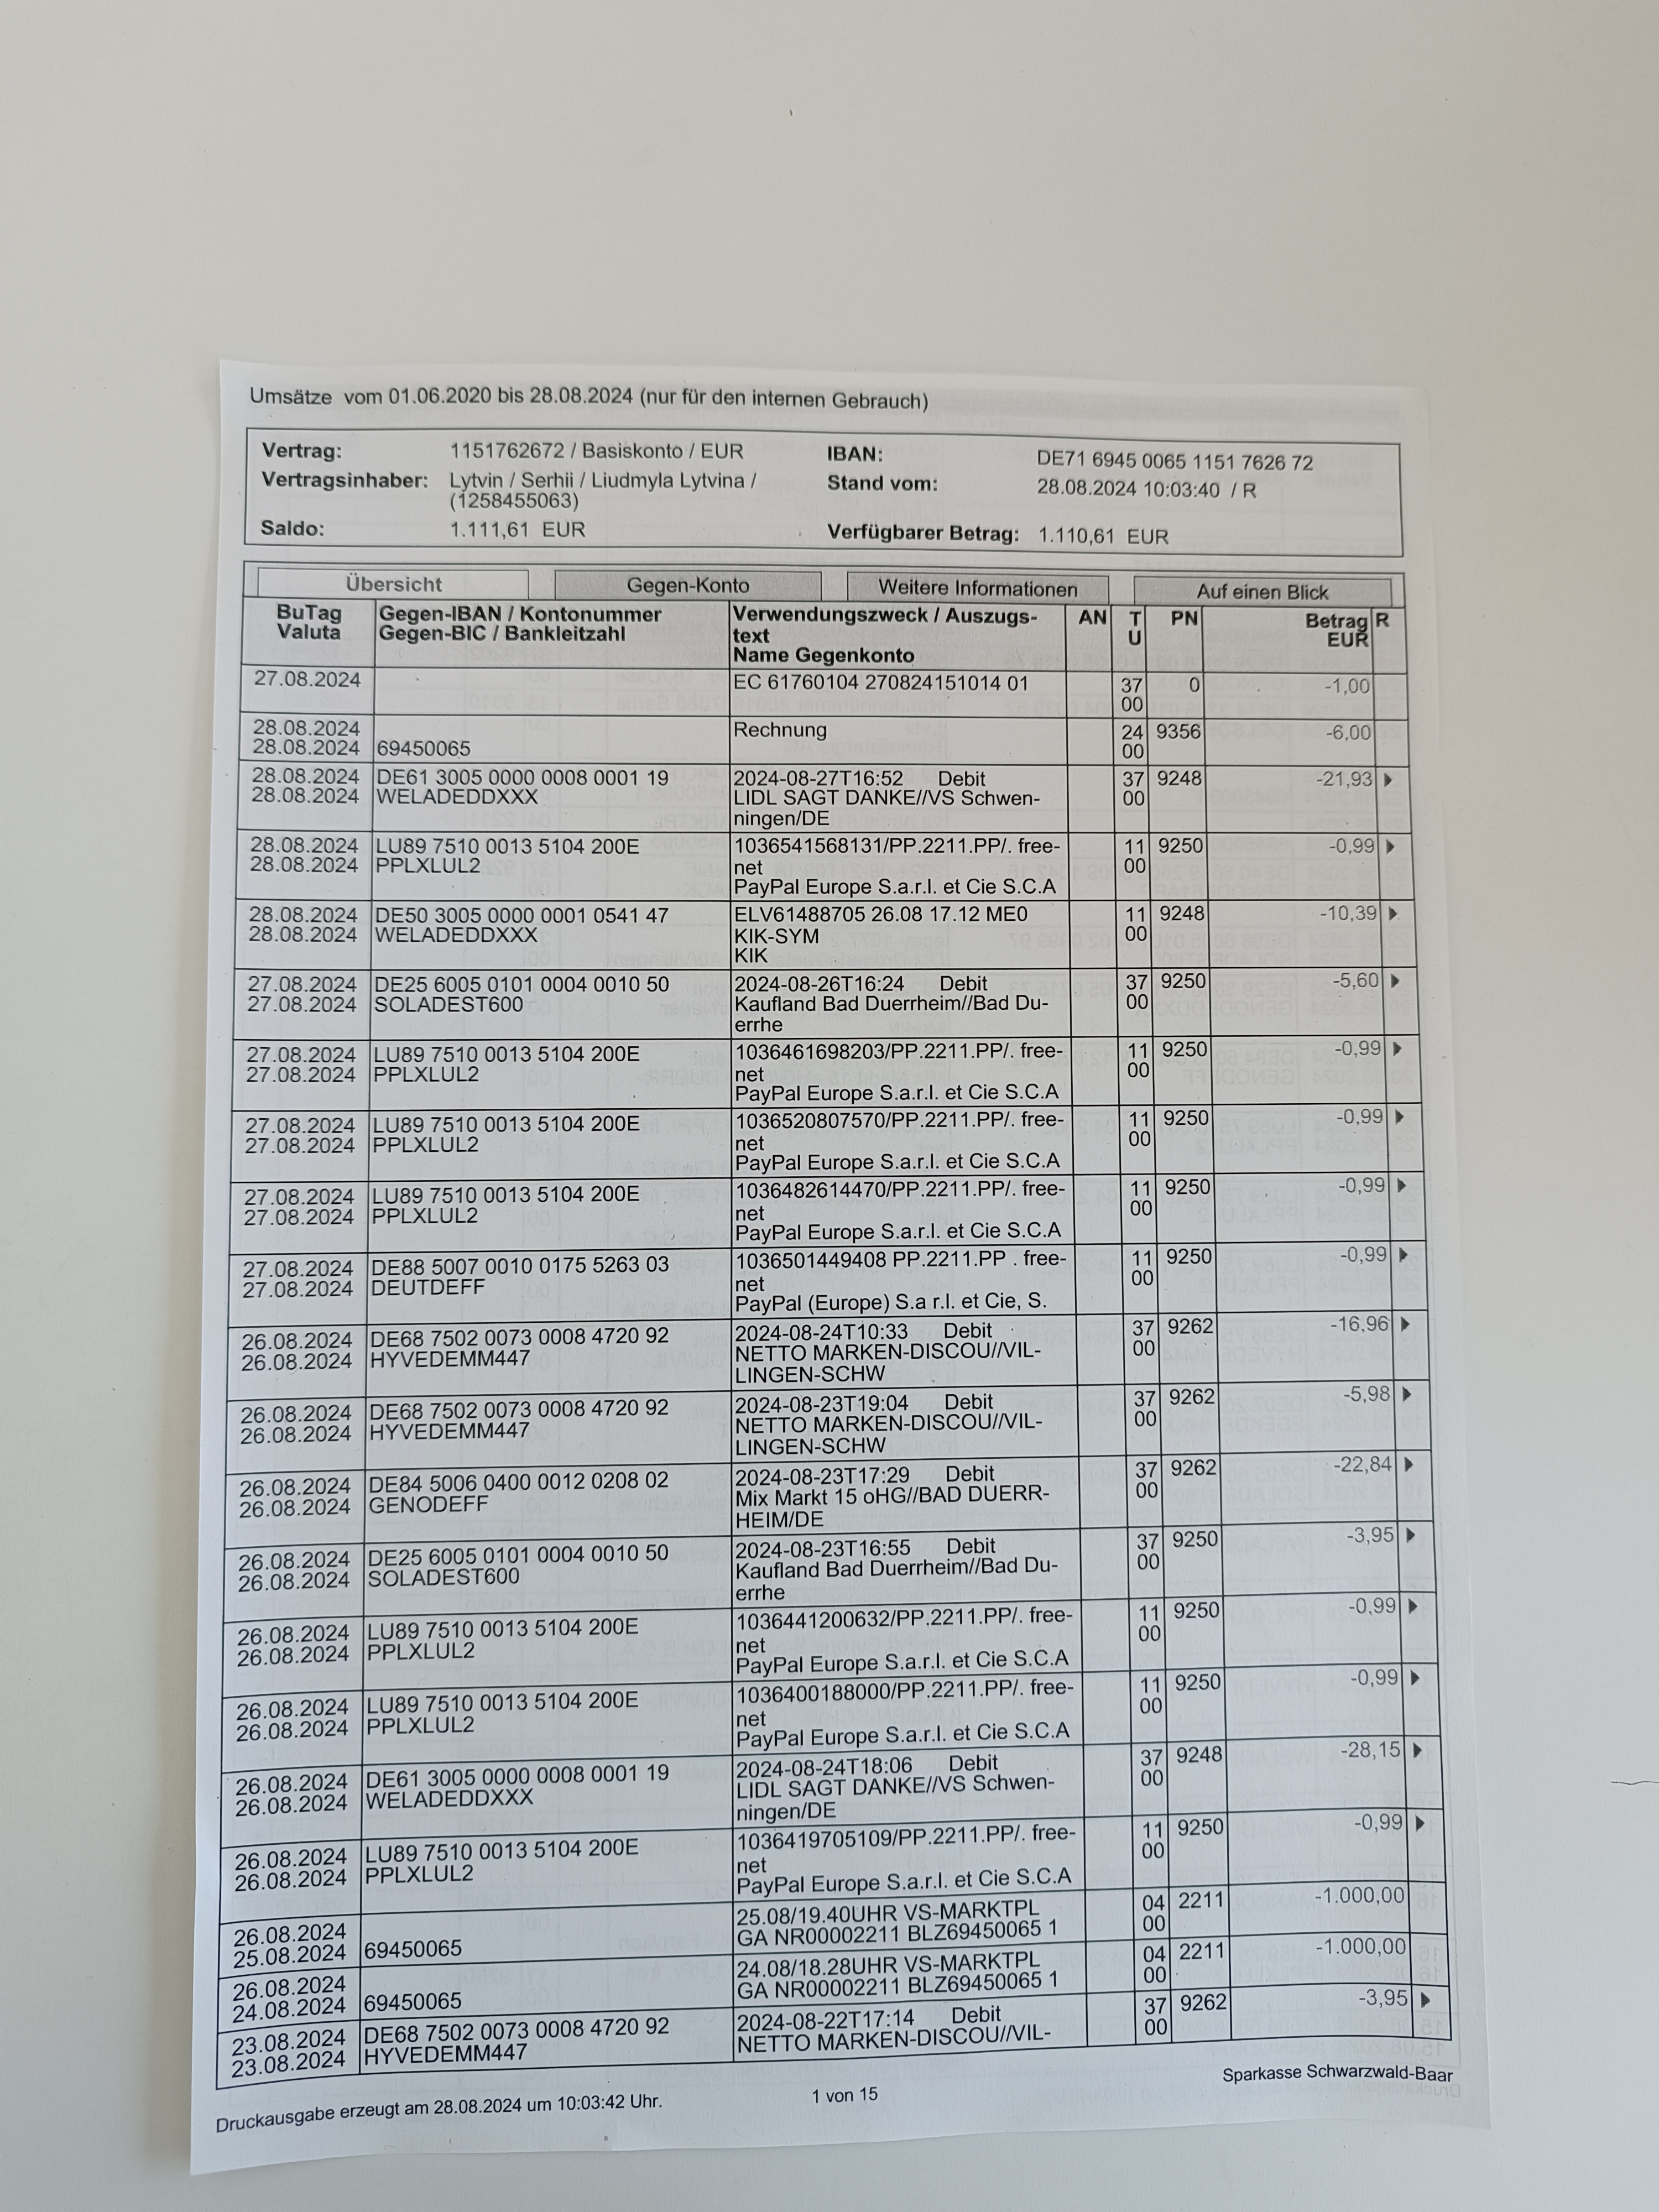 Umsätze vom 01.06.2020 bis 28.08.2024 (nur für den internen Gebrauch)
Vertrag: 1151762672 / Basiskonto / EUR IBAN: DE71 6945 0065 1151 7626 72
Vertragsinhaber: Lytvin / Serhii / Liudmyla Lytvina / Stand vom: 28.08.2024 10:03:40 / R
(1258455063)
Saldo: 1.111,61 EUR Verfügbarer Betrag: 1.110,61 EUR
Übersicht Gegen-Konto Weitere Informationen Auf einen Blick
BuTag Gegen-IBAN / Kontonummer Verwendungszweck / Auszugs- AN T PN Betrag R
Valuta Gegen-BIC / Bankleitzahl text U EUR
Name Gegenkonto
27.08.2024 EC 61760104 270824151014 01 37 0 -1,00
00
28.08.2024 Rechnung 24 9356 -6,00
28.08.2024 69450065 00
28.08.2024 DE61 3005 0000 0008 0001 19 2024-08-27T16:52 Debit 37 9248 -21,93
28.08.2024 WELADEDDXXX LIDL SAGT DANKE//VS Schwen- 00
ningen/DE
28.08.2024 LU89 7510 0013 5104 200E 1036541568131/PP.2211.PP/. free- 11 9250 -0,99
28.08.2024 PPLXLUL2 net 00
PayPal Europe S.a.r.l. et Cie S.C.A
28.08.2024 DE50 3005 0000 0001 0541 47 ELV61488705 26.08 17.12 ME0 11 9248 -10,39
28.08.2024 WELADEDDXXX KIK-SYM 00
KIK
27.08.2024 DE25 6005 0101 0004 0010 50 2024-08-26T16:24 Debit 37 9250 -5,60
27.08.2024 SOLADEST600 Kaufland Bad Duerrheim//Bad Du- 00
errhe
27.08.2024 LU89 7510 0013 5104 200E 1036461698203/PP.2211.PP/. free- 11 9250 -0,99
27.08.2024 PPLXLUL2 net 00
PayPal Europe S.a.r.l. et Cie S.C.A
27.08.2024 LU89 7510 0013 5104 200E 1036520807570/PP.2211.PP/. free- 11 9250 -0,99
27.08.2024 PPLXLUL2 net 00
PayPal Europe S.a.r.l. et Cie S.C.A
27.08.2024 LU89 7510 0013 5104 200E 1036482614470/PP.2211.PP/. free- 11 9250 -0,99
27.08.2024 PPLXLUL2 net 00
PayPal Europe S.a.r.l. et Cie S.C.A
27.08.2024 DE88 5007 0010 0175 5263 03 1036501449408 PP.2211.PP . free- 11 9250 -0,99
27.08.2024 DEUTDEFF net 00
PayPal (Europe) S.a r.l. et Cie, S.
26.08.2024 DE68 7502 0073 0008 4720 92 2024-08-24T10:33 Debit 37 9262 -16,96
26.08.2024 HYVEDEMM447 NETTO MARKEN-DISCOU//VIL- 00
LINGEN-SCHW
26.08.2024 DE68 7502 0073 0008 4720 92 2024-08-23T19:04 Debit 37 9262 -5,98
26.08.2024 HYVEDEMM447 NETTO MARKEN-DISCOU//VIL- 00
LINGEN-SCHW
26.08.2024 DE84 5006 0400 0012 0208 02 2024-08-23T17:29 Debit 37 9262 -22,84
26.08.2024 GENODEFF Mix Markt 15 oHG//BAD DUERR- 00
HEIM/DE
26.08.2024 DE25 6005 0101 0004 0010 50 2024-08-23T16:55 Debit 37 9250 -3,95
26.08.2024 SOLADEST600 Kaufland Bad Duerrheim//Bad Du- 00
errhe
26.08.2024 LU89 7510 0013 5104 200E 1036441200632/PP.2211.PP/. free- 11 9250 -0,99
26.08.2024 PPLXLUL2 net 00
PayPal Europe S.a.r.l. et Cie S.C.A
26.08.2024 LU89 7510 0013 5104 200E 1036400188000/PP.2211.PP/. free- 11 9250 -0,99
26.08.2024 PPLXLUL2 net 00
PayPal Europe S.a.r.l. et Cie S.C.A
26.08.2024 DE61 3005 0000 0008 0001 19 2024-08-24T18:06 Debit 37 9248 -28,15
26.08.2024 WELADEDDXXX LIDL SAGT DANKE//VS Schwen- 00
ningen/DE
26.08.2024 LU89 7510 0013 5104 200E 1036419705109/PP.2211.PP/. free- 11 9250 -0,99
26.08.2024 PPLXLUL2 net 00
PayPal Europe S.a.r.l. et Cie S.C.A
26.08.2024 25.08/19.40UHR VS-MARKTPL 04 2211 -1.000,00
25.08.2024 69450065 GA NR00002211 BLZ69450065 1 00
26.08.2024 24.08/18.28UHR VS-MARKTPL 04 2211 -1.000,00
24.08.2024 69450065 GA NR00002211 BLZ69450065 1 00
23.08.2024 DE68 7502 0073 0008 4720 92 2024-08-22T17:14 Debit 37 9262 -3,95
23.08.2024 HYVEDEMM447 NETTO MARKEN-DISCOU//VIL- 00
Sparkasse Schwarzwald-Baar
Druckausgabe erzeugt am 28.08.2024 um 10:03:42 Uhr. 1 von 15